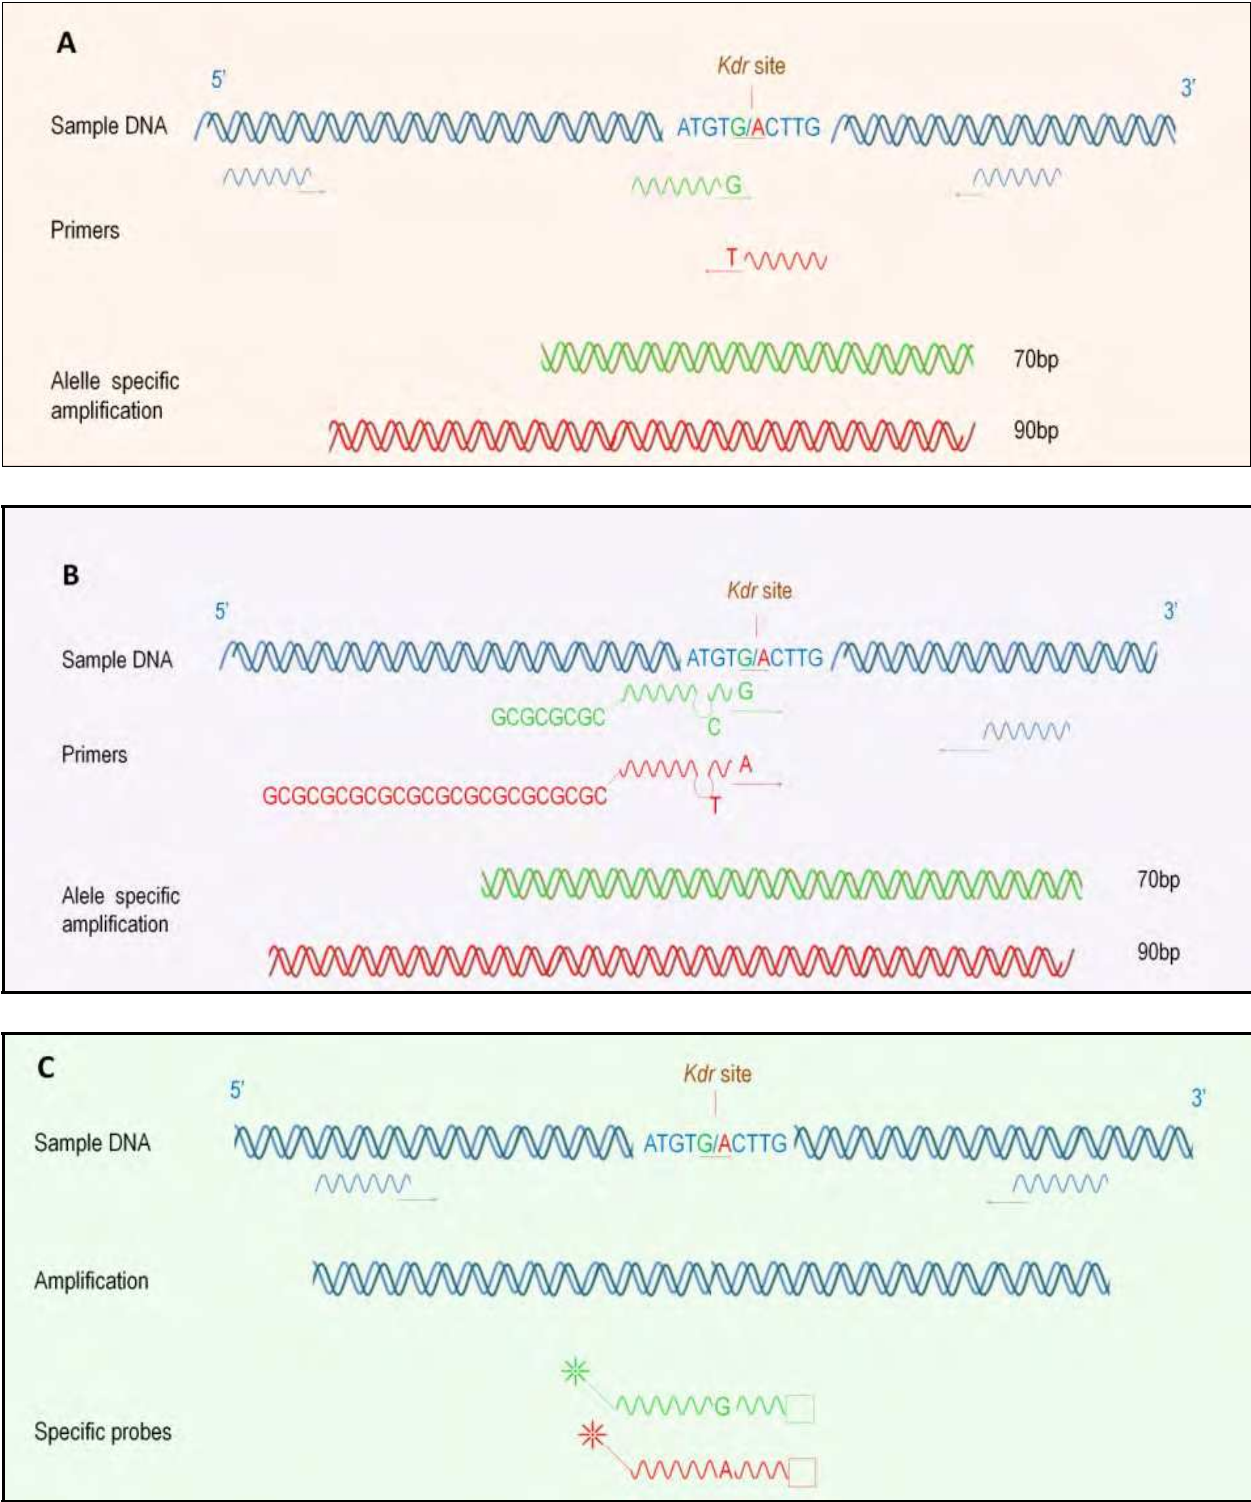 A
Kdr site
5'
3'
Sample DNA
ATGTG/ACTTG
G
Primers
T
70bp
Alelle specific
amplification
90bp
B
Kdr site
5'
3'
Sample DNA
ATGTG/ACTTG
G
GCGCGCGC
C
Primers
A
GCGCGCGCGCGCGCGCGCGCGCGC
T
70bp
Alele specific
amplification
90bp
C
Kdr site
5'
3'
Sample DNA
ATGTG/ACTTG
Amplification
G
Specific probes
A